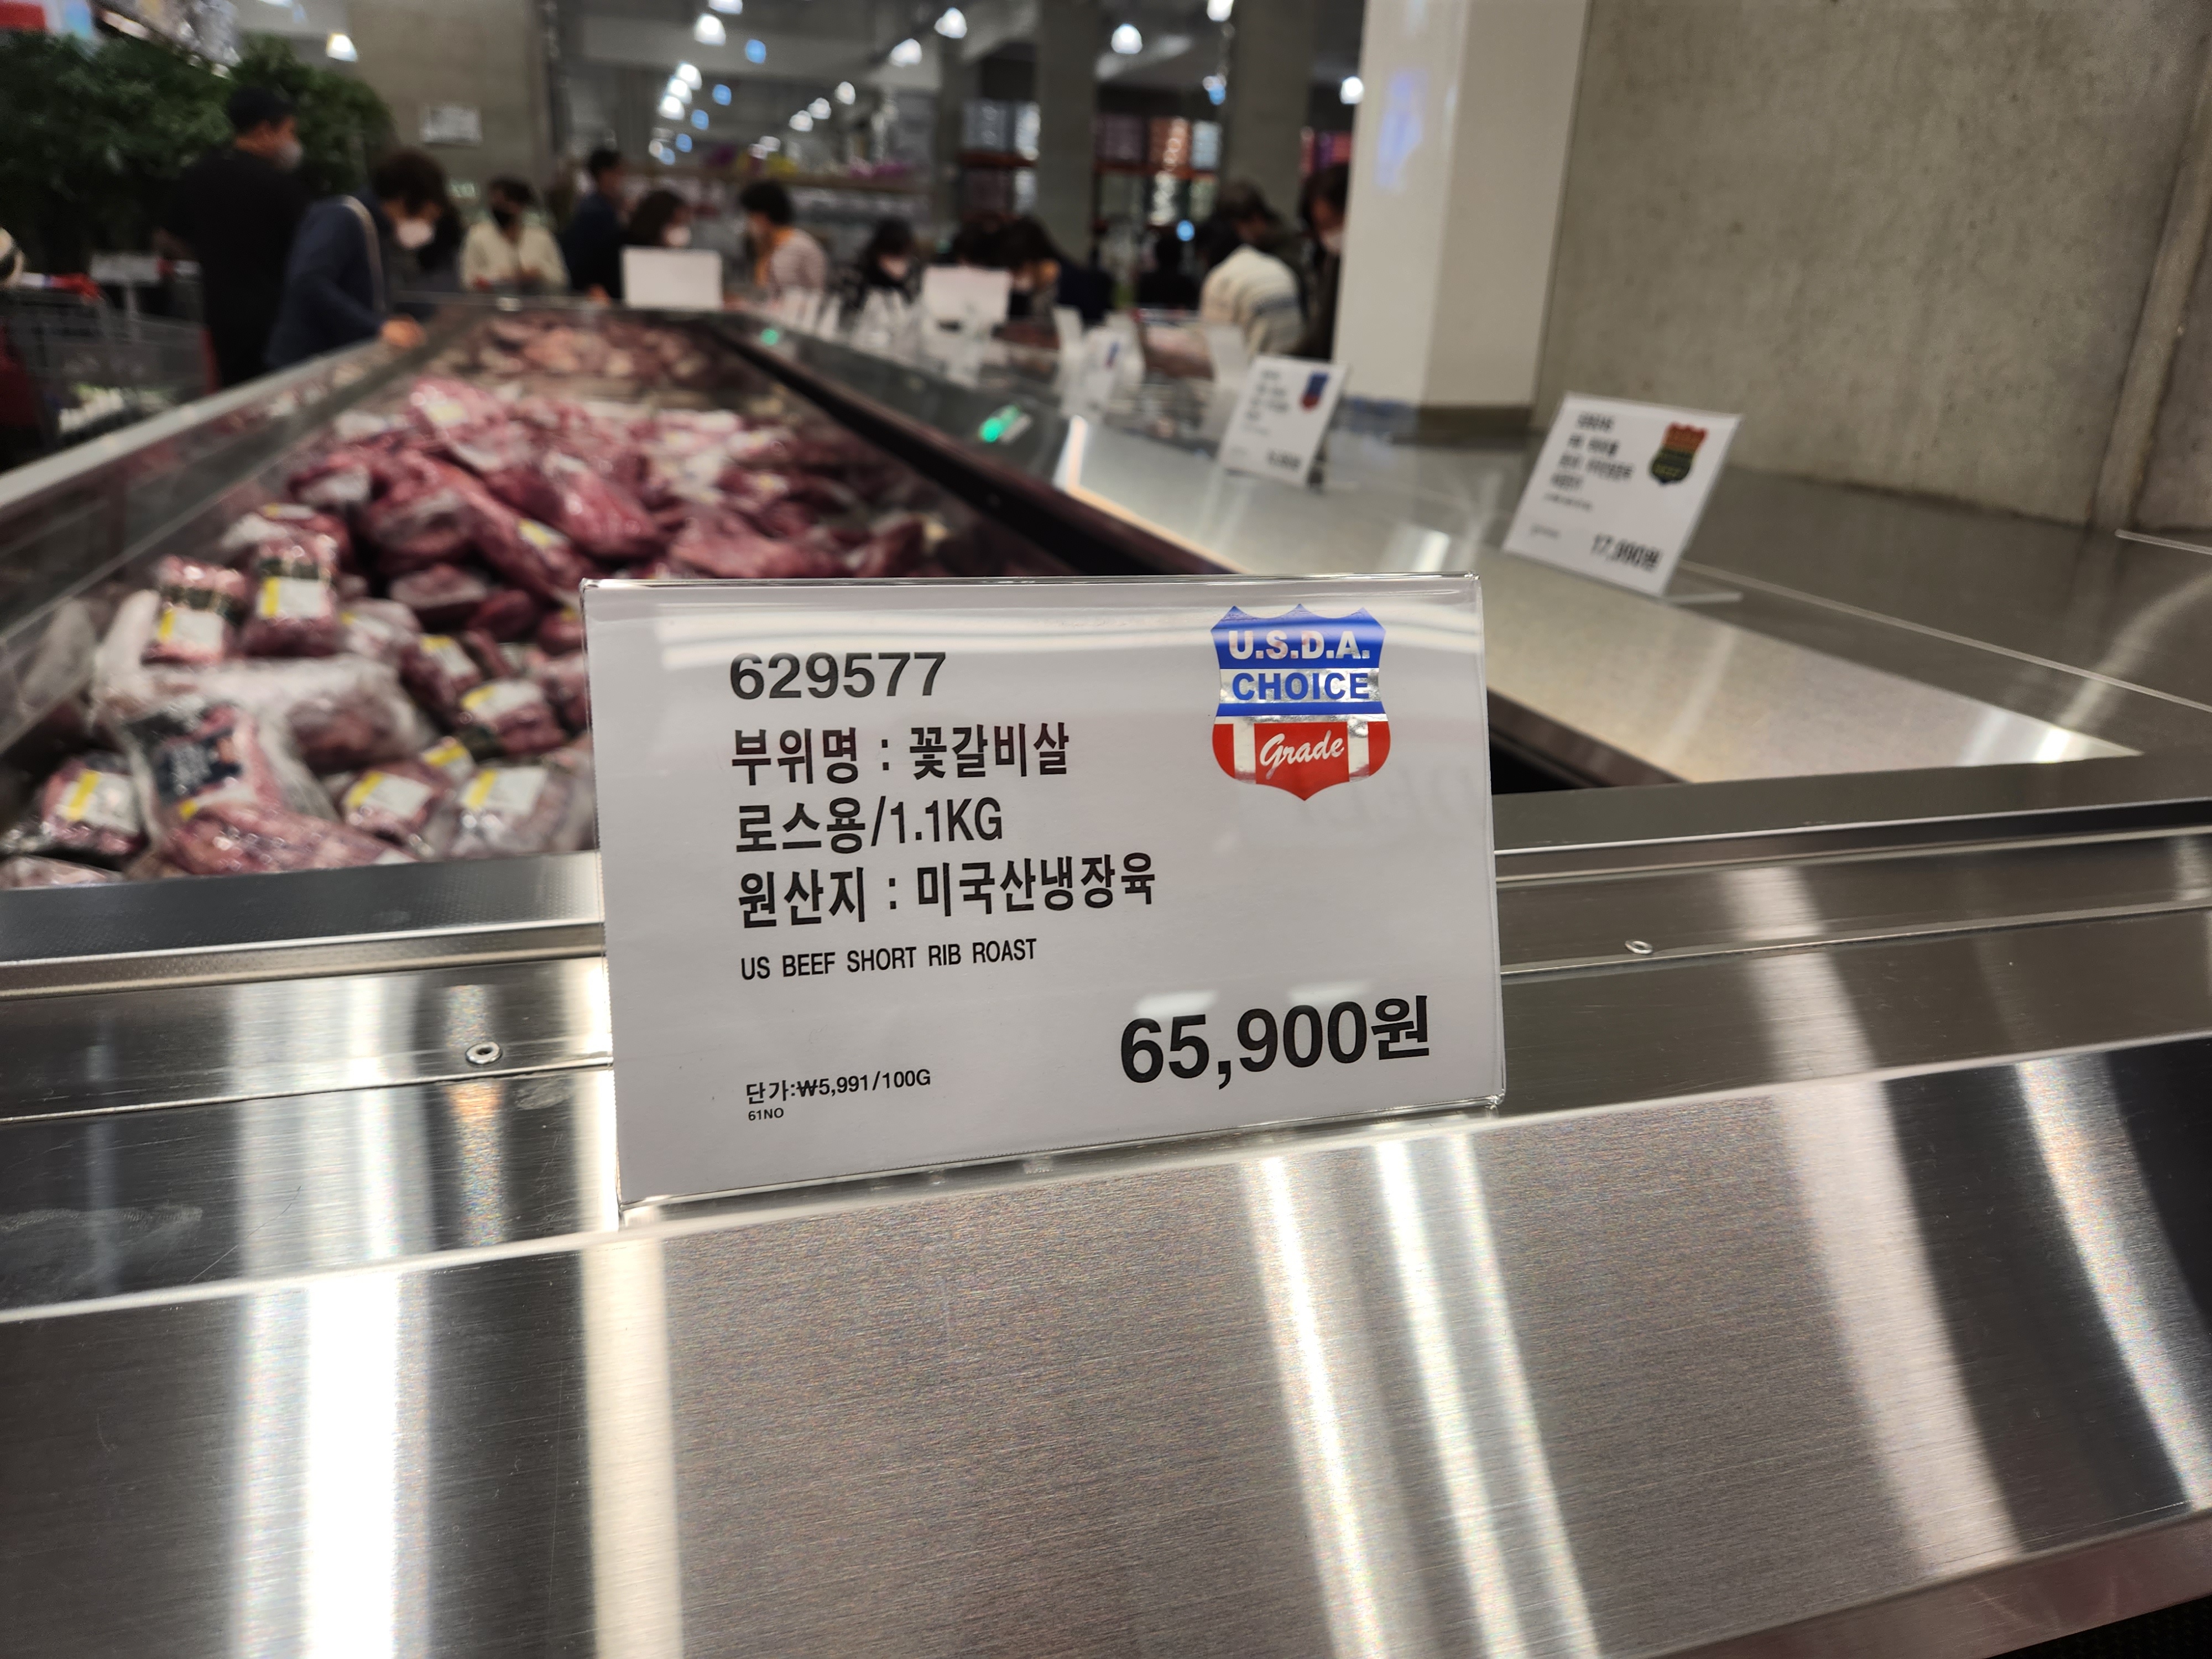 629577
부위명 : 꽃갈비살
로스용/1.1KG
원산지 : 미국산냉장육
US BEEF SHORT RIB ROAST
65,900원
단가:₩5,991/100G
61NO
U.S.D.A.
CHOICE
Grade
17,990원